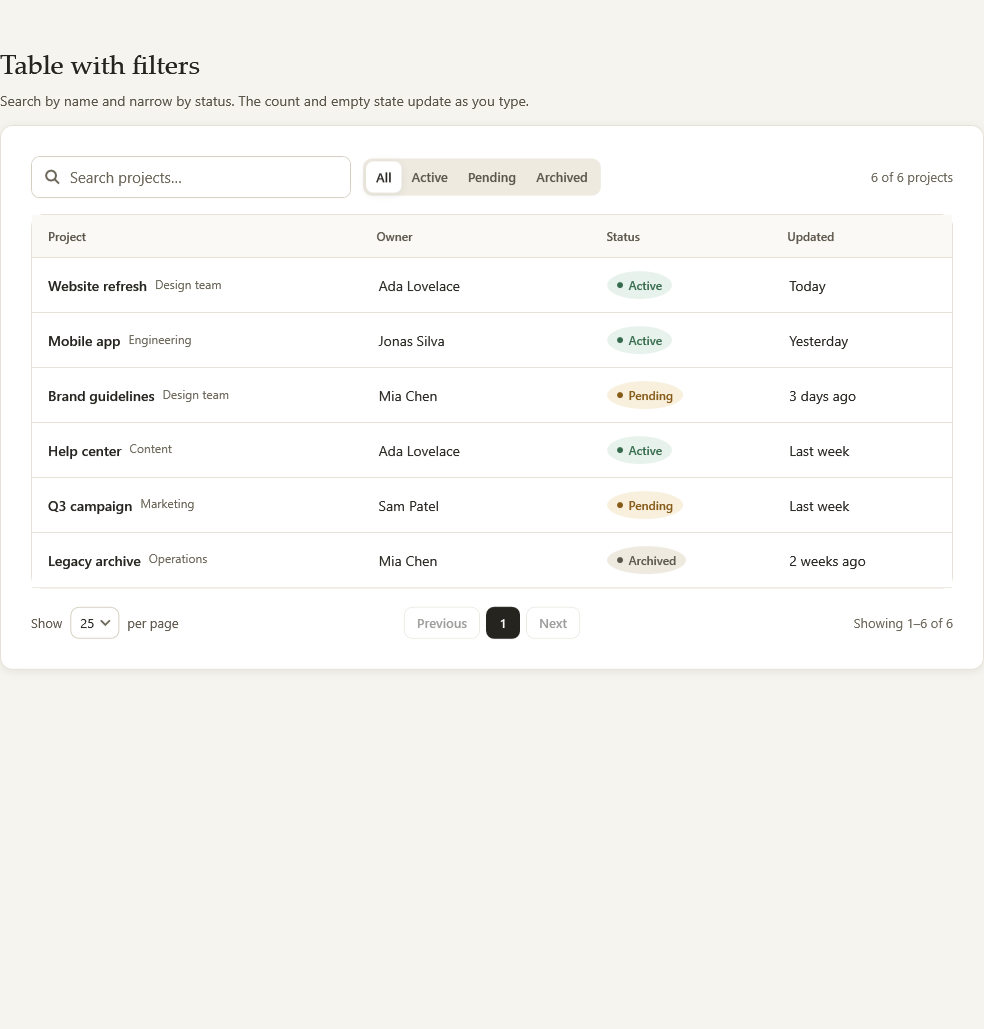 Table with filters
Search by name and narrow by status. The count and empty state update as you type.
Search projects... All Active Pending Archived 6 of 6 projects
Project Owner Status Updated
Website refresh Design team Ada Lovelace Active Today
Mobile app Engineering Jonas Silva Active Yesterday
Brand guidelines Design team Mia Chen Pending 3 days ago
Help center Content Ada Lovelace Active Last week
Q3 campaign Marketing Sam Patel Pending Last week
Legacy archive Operations Mia Chen Archived 2 weeks ago
Show 25 per page Previous 1 Next Showing 1–6 of 6